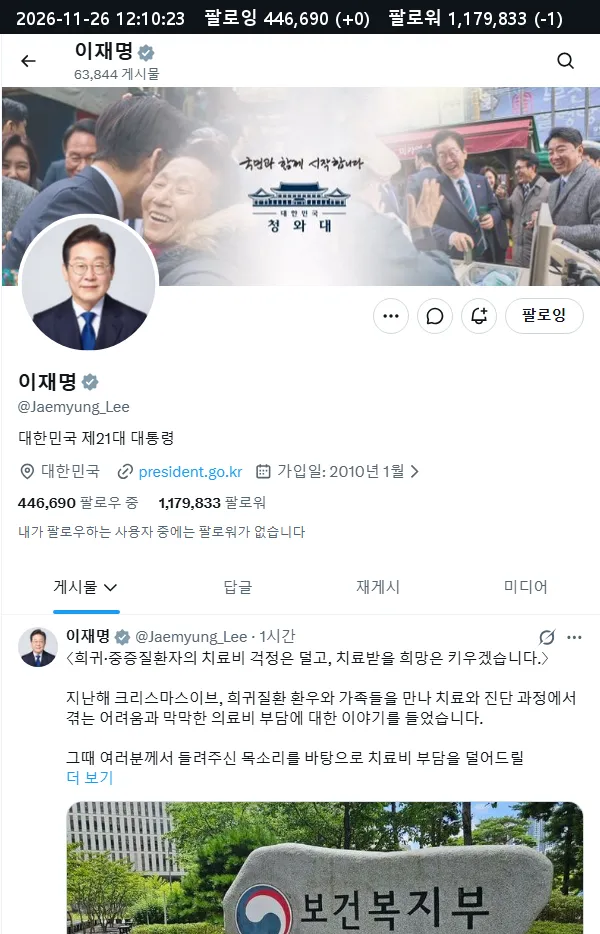 2026-11-26 12:10:23 팔로잉 446,690 (+0) 팔로워 1,179,833 (-1)
이재명
63,844 게시물
국민과 함께 시작합니다
대한민국
청와대
팔로잉
이재명
@Jaemyung_Lee
대한민국 제21대 대통령
대한민국 president.go.kr 가입일: 2010년 1월
446,690 팔로우 중 1,179,833 팔로워
내가 팔로우하는 사용자 중에는 팔로워가 없습니다
게시물 답글 재게시 미디어
이재명 @Jaemyung_Lee · 1시간
〈희귀·중증질환자의 치료비 걱정은 덜고, 치료받을 희망은 키우겠습니다.〉
지난해 크리스마스이브, 희귀질환 환우와 가족들을 만나 치료와 진단 과정에서
겪는 어려움과 막막한 의료비 부담에 대한 이야기를 들었습니다.
그때 여러분께서 들려주신 목소리를 바탕으로 치료비 부담을 덜어드릴
더 보기
보건복지부